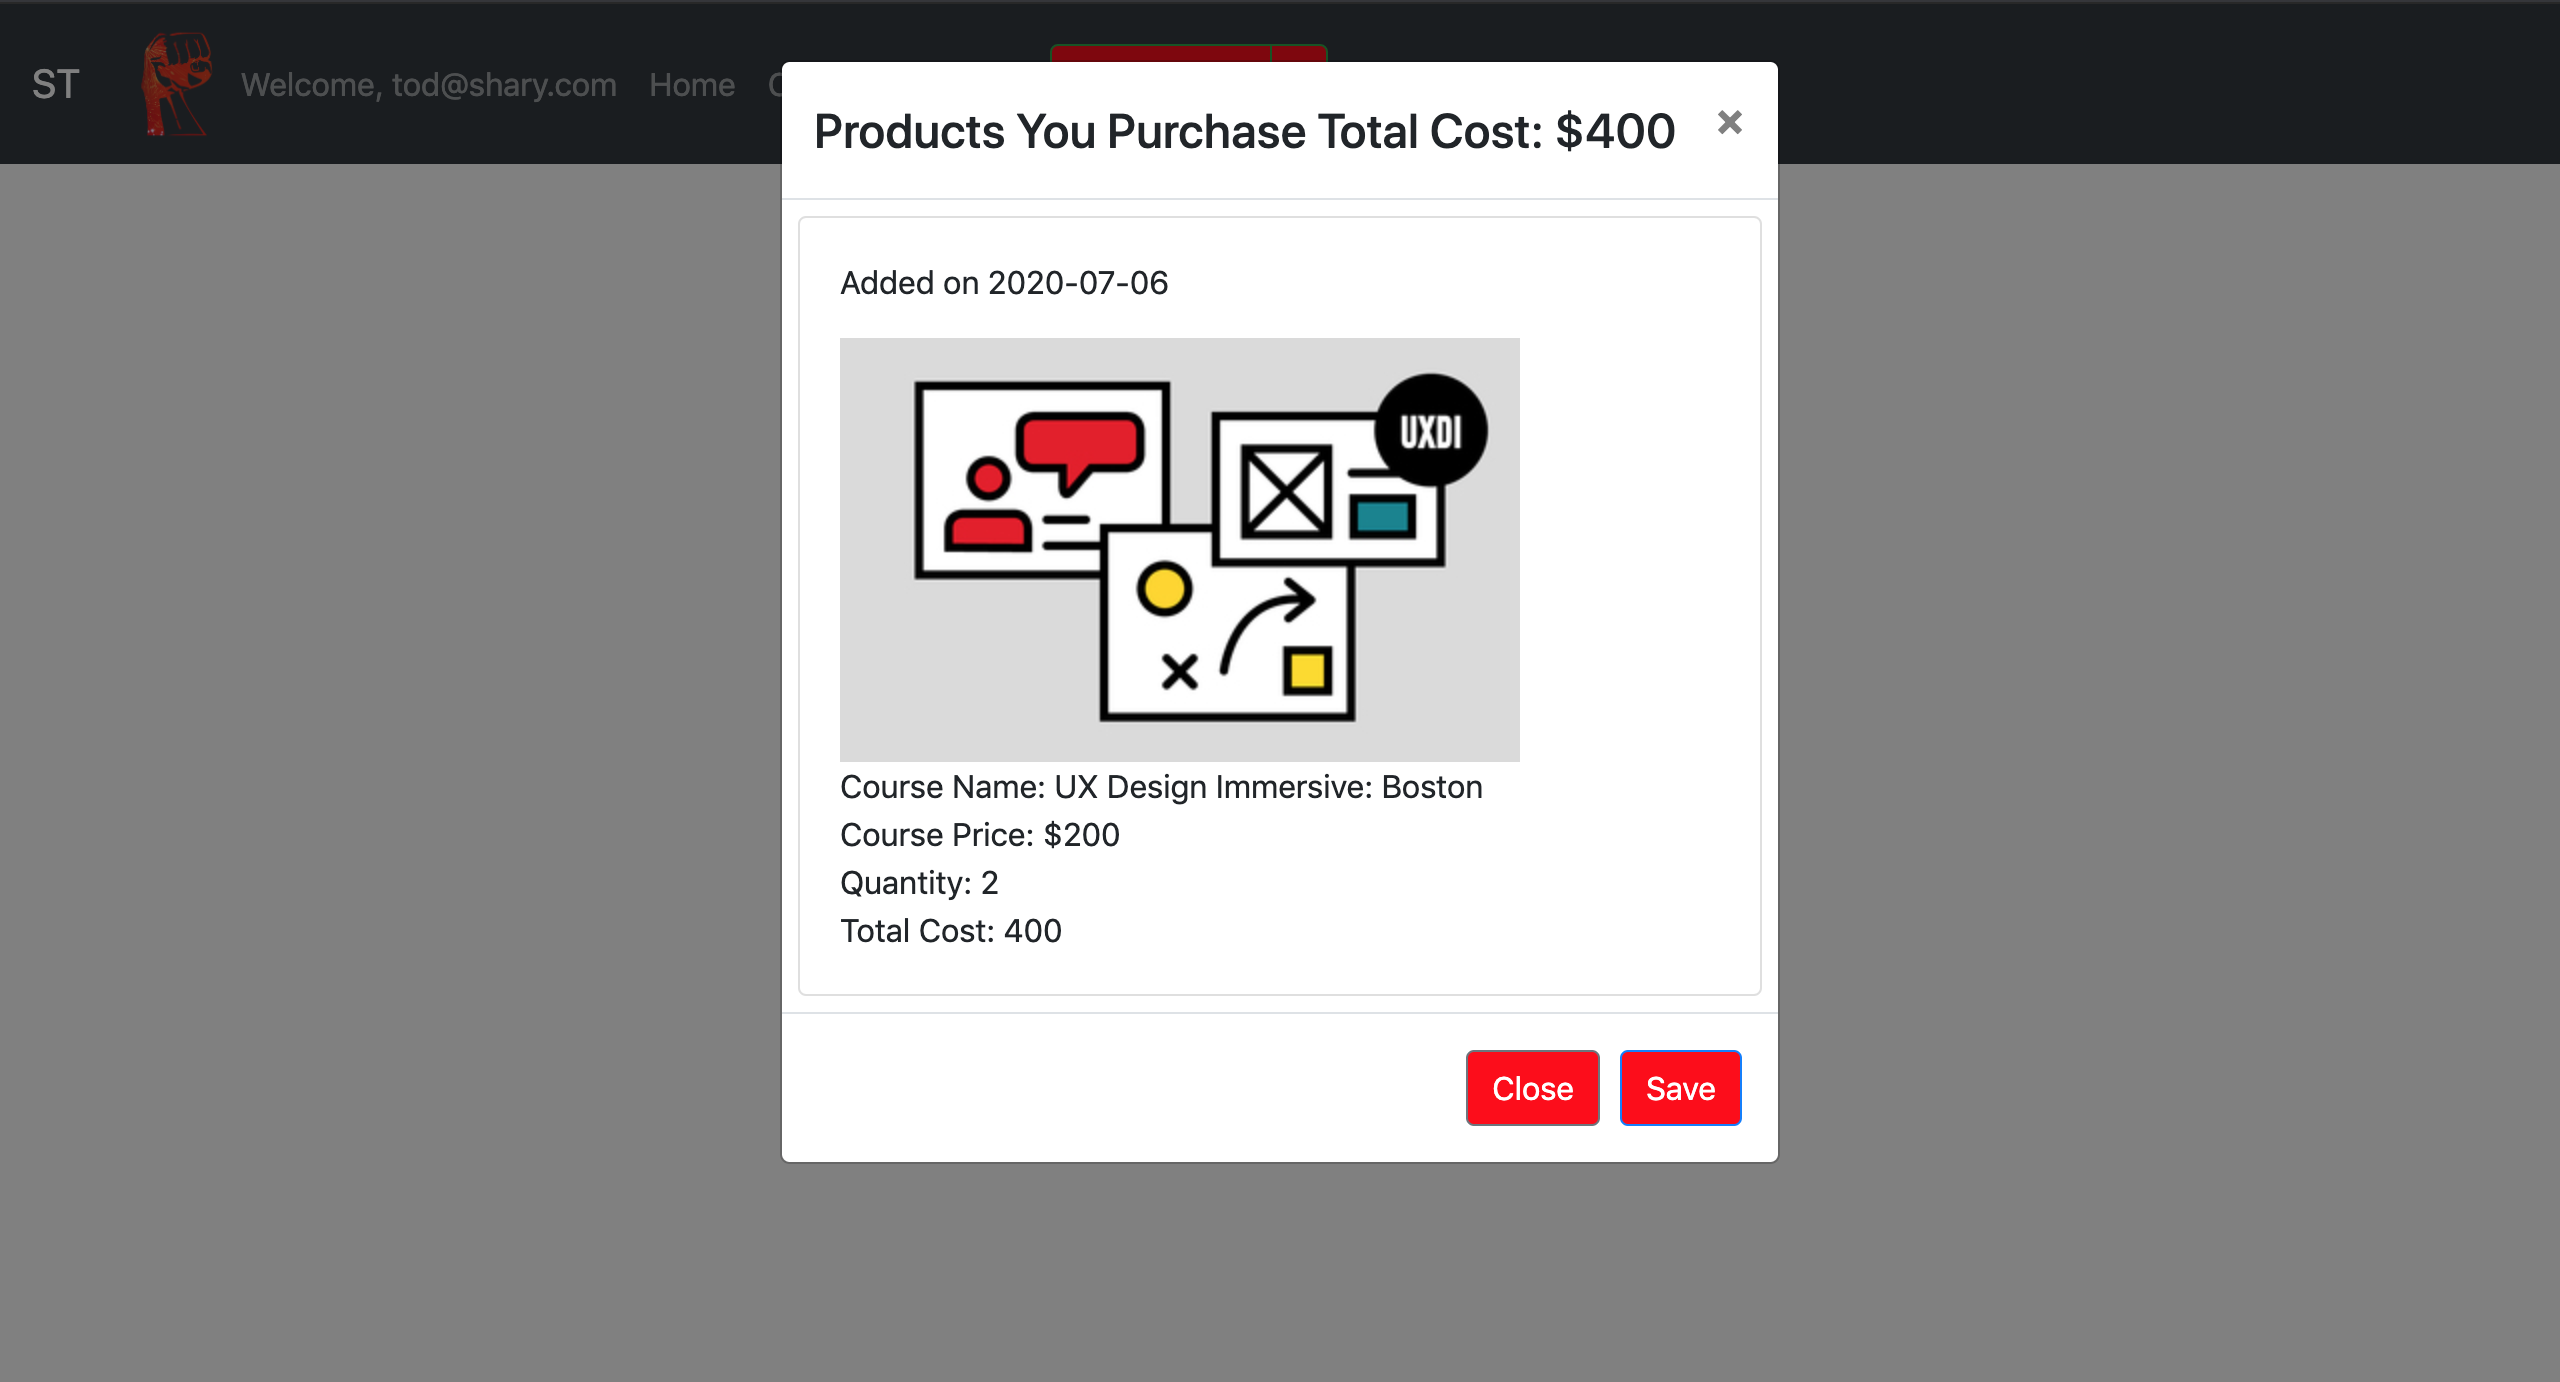 ST
Welcome, tod@shary.com Home
Products You Purchase Total Cost: $400 ×
Added on 2020-07-06
UXDI
Course Name: UX Design Immersive: Boston
Course Price: $200
Quantity: 2
Total Cost: 400
Close Save